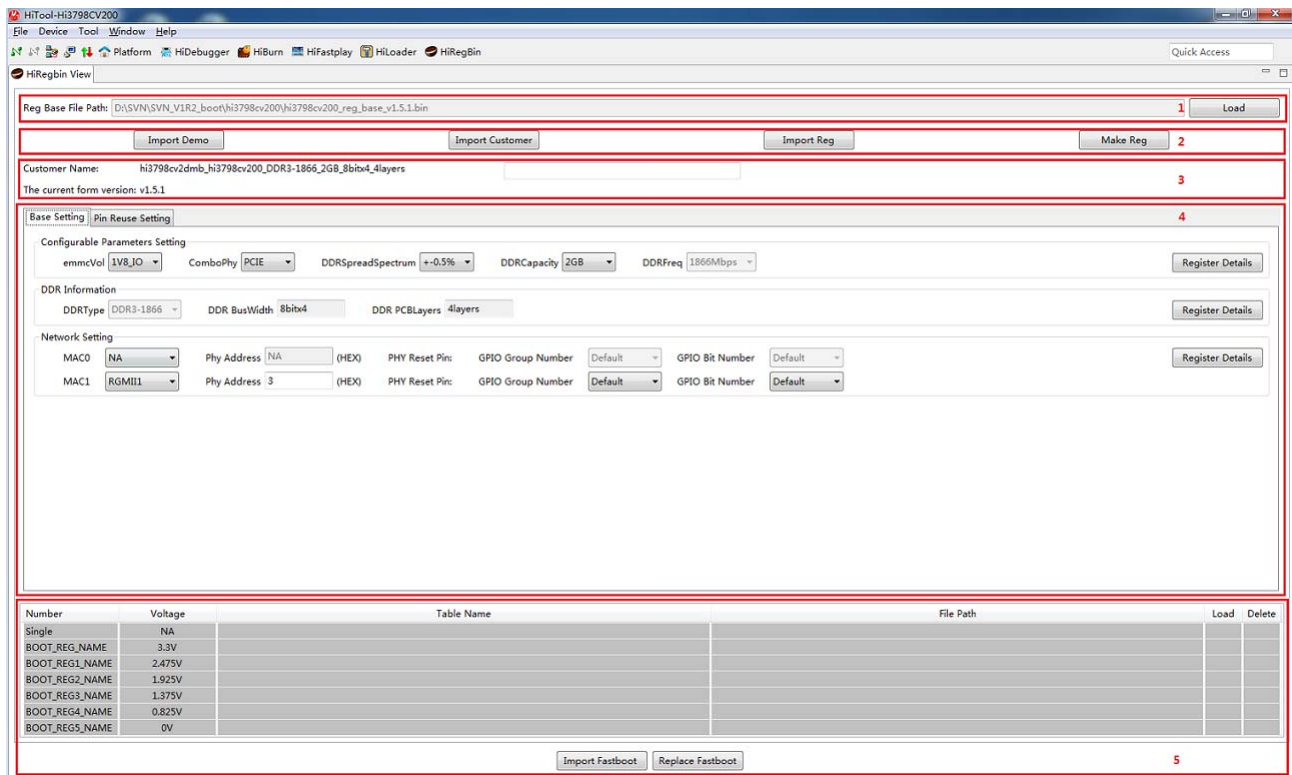 HiTool-Hi3798CV200
File Device Tool Window Help
Platform HiDebugger HiBurn HiFastplay HiLoader HiRegBin Quick Access
HiRegbin View
Reg Base File Path: D:\SVN\SVN_V1R2_boot\hi3798cv200\hi3798cv200_reg_base_v1.5.1.bin 1 Load
Import Demo Import Customer Import Reg Make Reg 2
Customer Name: hi3798cv2dmb_hi3798cv200_DDR3-1866_2GB_8bitx4_4layers
3
The current form version: v1.5.1
Base Setting Pin Reuse Setting 4
Configurable Parameters Setting
emmcVol 1V8_IO ComboPhy PCIE DDRSpreadSpectrum +-0.5% DDRCapacity 2GB DDRFreq 1866Mbps Register Details
DDR Information
DDRType DDR3-1866 DDR BusWidth 8bitx4 DDR PCBLayers 4layers Register Details
Network Setting
MAC0 NA Phy Address NA (HEX) PHY Reset Pin: GPIO Group Number Default GPIO Bit Number Default Register Details
MAC1 RGMII1 Phy Address 3 (HEX) PHY Reset Pin: GPIO Group Number Default GPIO Bit Number Default
Number Voltage Table Name File Path Load Delete
Single NA
BOOT_REG_NAME 3.3V
BOOT_REG1_NAME 2.475V
BOOT_REG2_NAME 1.925V
BOOT_REG3_NAME 1.375V
BOOT_REG4_NAME 0.825V
BOOT_REG5_NAME 0V
Import Fastboot Replace Fastboot 5